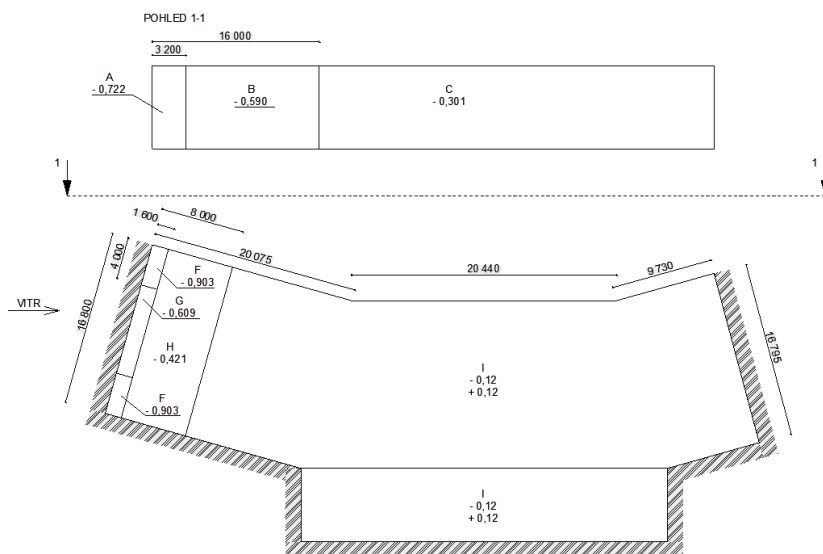 POHLED 1-1
16 000
3 200
A
- 0,722
B
- 0,590
C
- 0,301
1
1
8 000
1 600
4 000
20 075
20 440
9 730
F
- 0,903
G
- 0,609
VITR
16 800
H
- 0,421
F
- 0,903
I
- 0,12
+ 0,12
16 795
I
- 0,12
+ 0,12